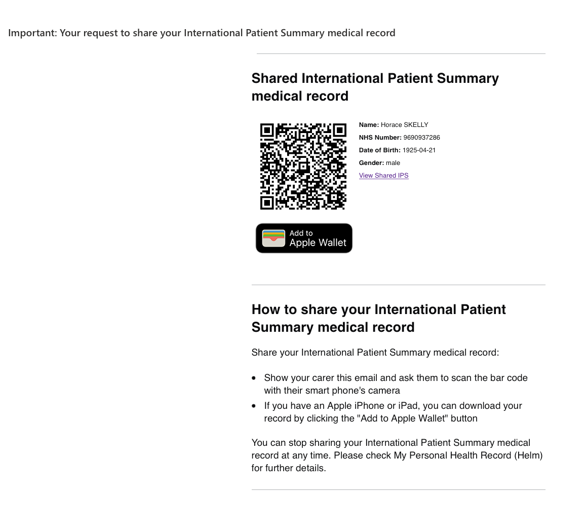 Important: Your request to share your International Patient Summary medical record
Shared International Patient Summary
medical record
Name: Horace SKELLY
NHS Number: 9690937286
Date of Birth: 1925-04-21
Gender: male
View Shared IPS
Add to
Apple Wallet
How to share your International Patient
Summary medical record
Share your International Patient Summary medical record:
• Show your carer this email and ask them to scan the bar code
with their smart phone's camera
• If you have an Apple iPhone or iPad, you can download your
record by clicking the "Add to Apple Wallet" button
You can stop sharing your International Patient Summary medical
record at any time. Please check My Personal Health Record (Helm)
for further details.